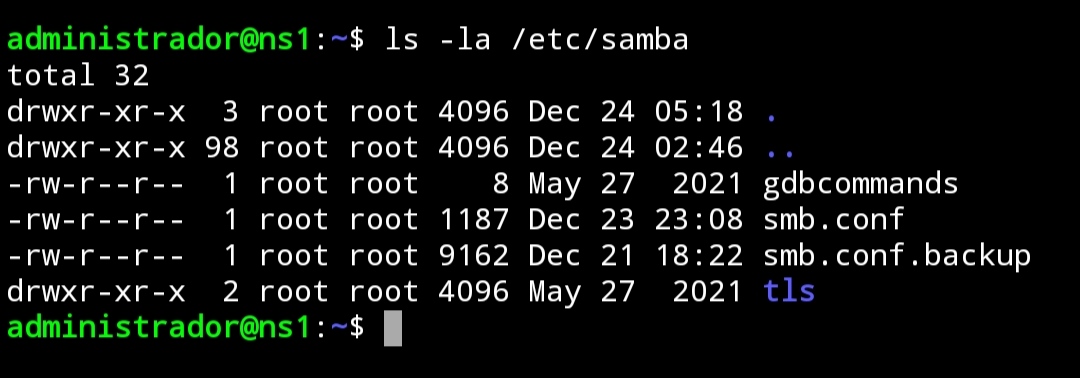 administrador@ns1:~$ ls -la /etc/samba
total 32
drwxr-xr-x  3 root root 4096 Dec 24 05:18 .
drwxr-xr-x 98 root root 4096 Dec 24 02:46 ..
-rw-r--r--  1 root root    8 May 27  2021 gdbcommands
-rw-r--r--  1 root root 1187 Dec 23 23:08 smb.conf
-rw-r--r--  1 root root 9162 Dec 21 18:22 smb.conf.backup
drwxr-xr-x  2 root root 4096 May 27  2021 tls
administrador@ns1:~$